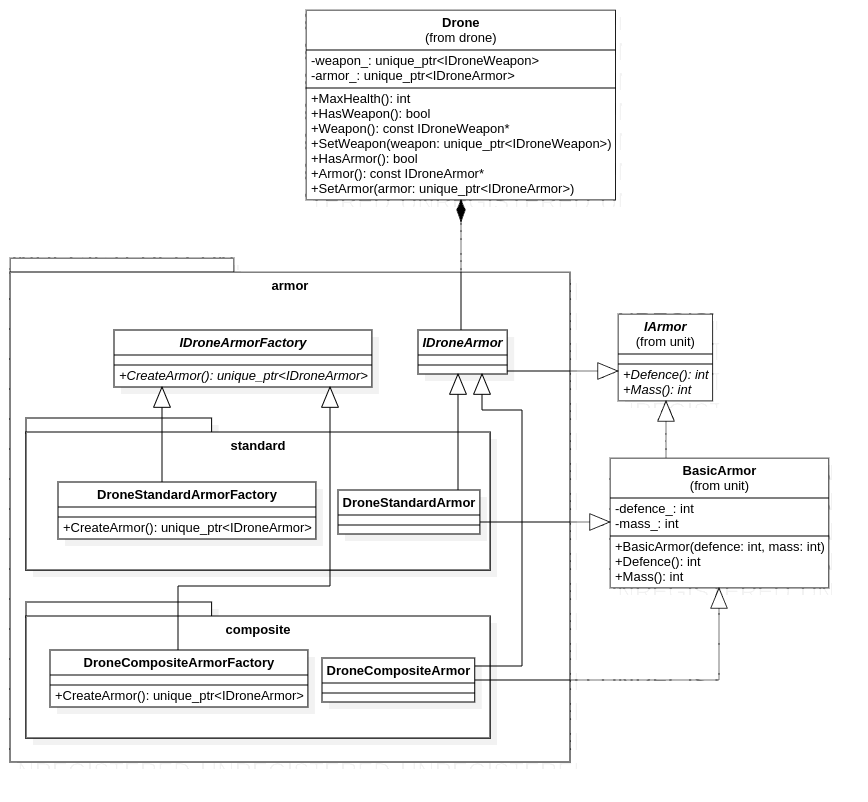 Drone
(from drone)
-weapon_: unique_ptr<IDroneWeapon>
-armor_: unique_ptr<IDroneArmor>
+MaxHealth(): int
+HasWeapon(): bool
+Weapon(): const IDroneWeapon*
+SetWeapon(weapon: unique_ptr<IDroneWeapon>)
+HasArmor(): bool
+Armor(): const IDroneArmor*
+SetArmor(armor: unique_ptr<IDroneArmor>)
armor
IDroneArmorFactory
+CreateArmor(): unique_ptr<IDroneArmor>
IDroneArmor
IArmor
(from unit)
+Defence(): int
+Mass(): int
standard
DroneStandardArmorFactory
+CreateArmor(): unique_ptr<IDroneArmor>
DroneStandardArmor
BasicArmor
(from unit)
-defence_: int
-mass_: int
+BasicArmor(defence: int, mass: int)
+Defence(): int
+Mass(): int
composite
DroneCompositeArmorFactory
+CreateArmor(): unique_ptr<IDroneArmor>
DroneCompositeArmor